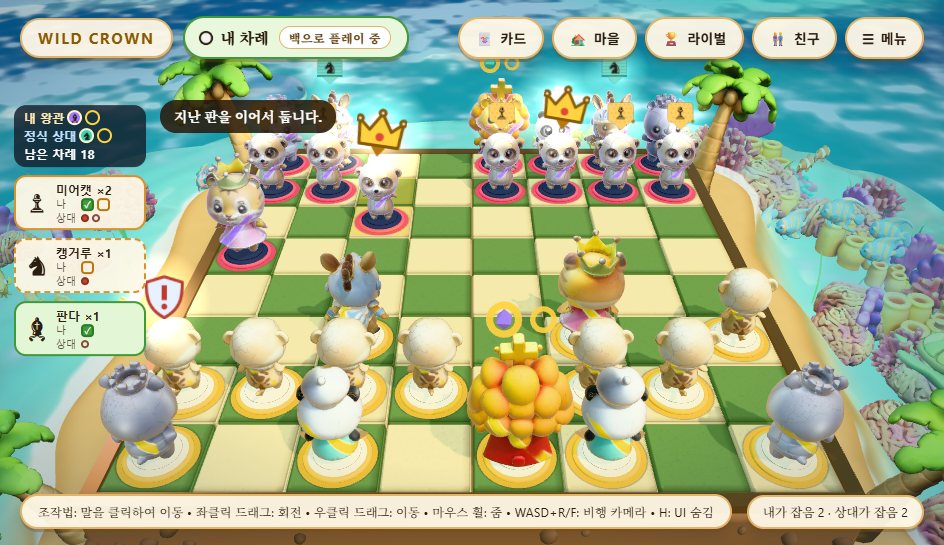 WILD CROWN
내 차례
백으로 플레이 중
카드
마을
라이벌
친구
☰ 메뉴
지난 판을 이어서 둡니다.
내 왕관
정식 상대
남은 차례 18
미어캣 ×2
나
상대
캥거루 ×1
나
상대
판다 ×1
나
상대
조작법: 말을 클릭하여 이동 • 좌클릭 드래그: 회전 • 우클릭 드래그: 이동 • 마우스 휠: 줌 • WASD+R/F: 비행 카메라 • H: UI 숨김
내가 잡음 2 · 상대가 잡음 2